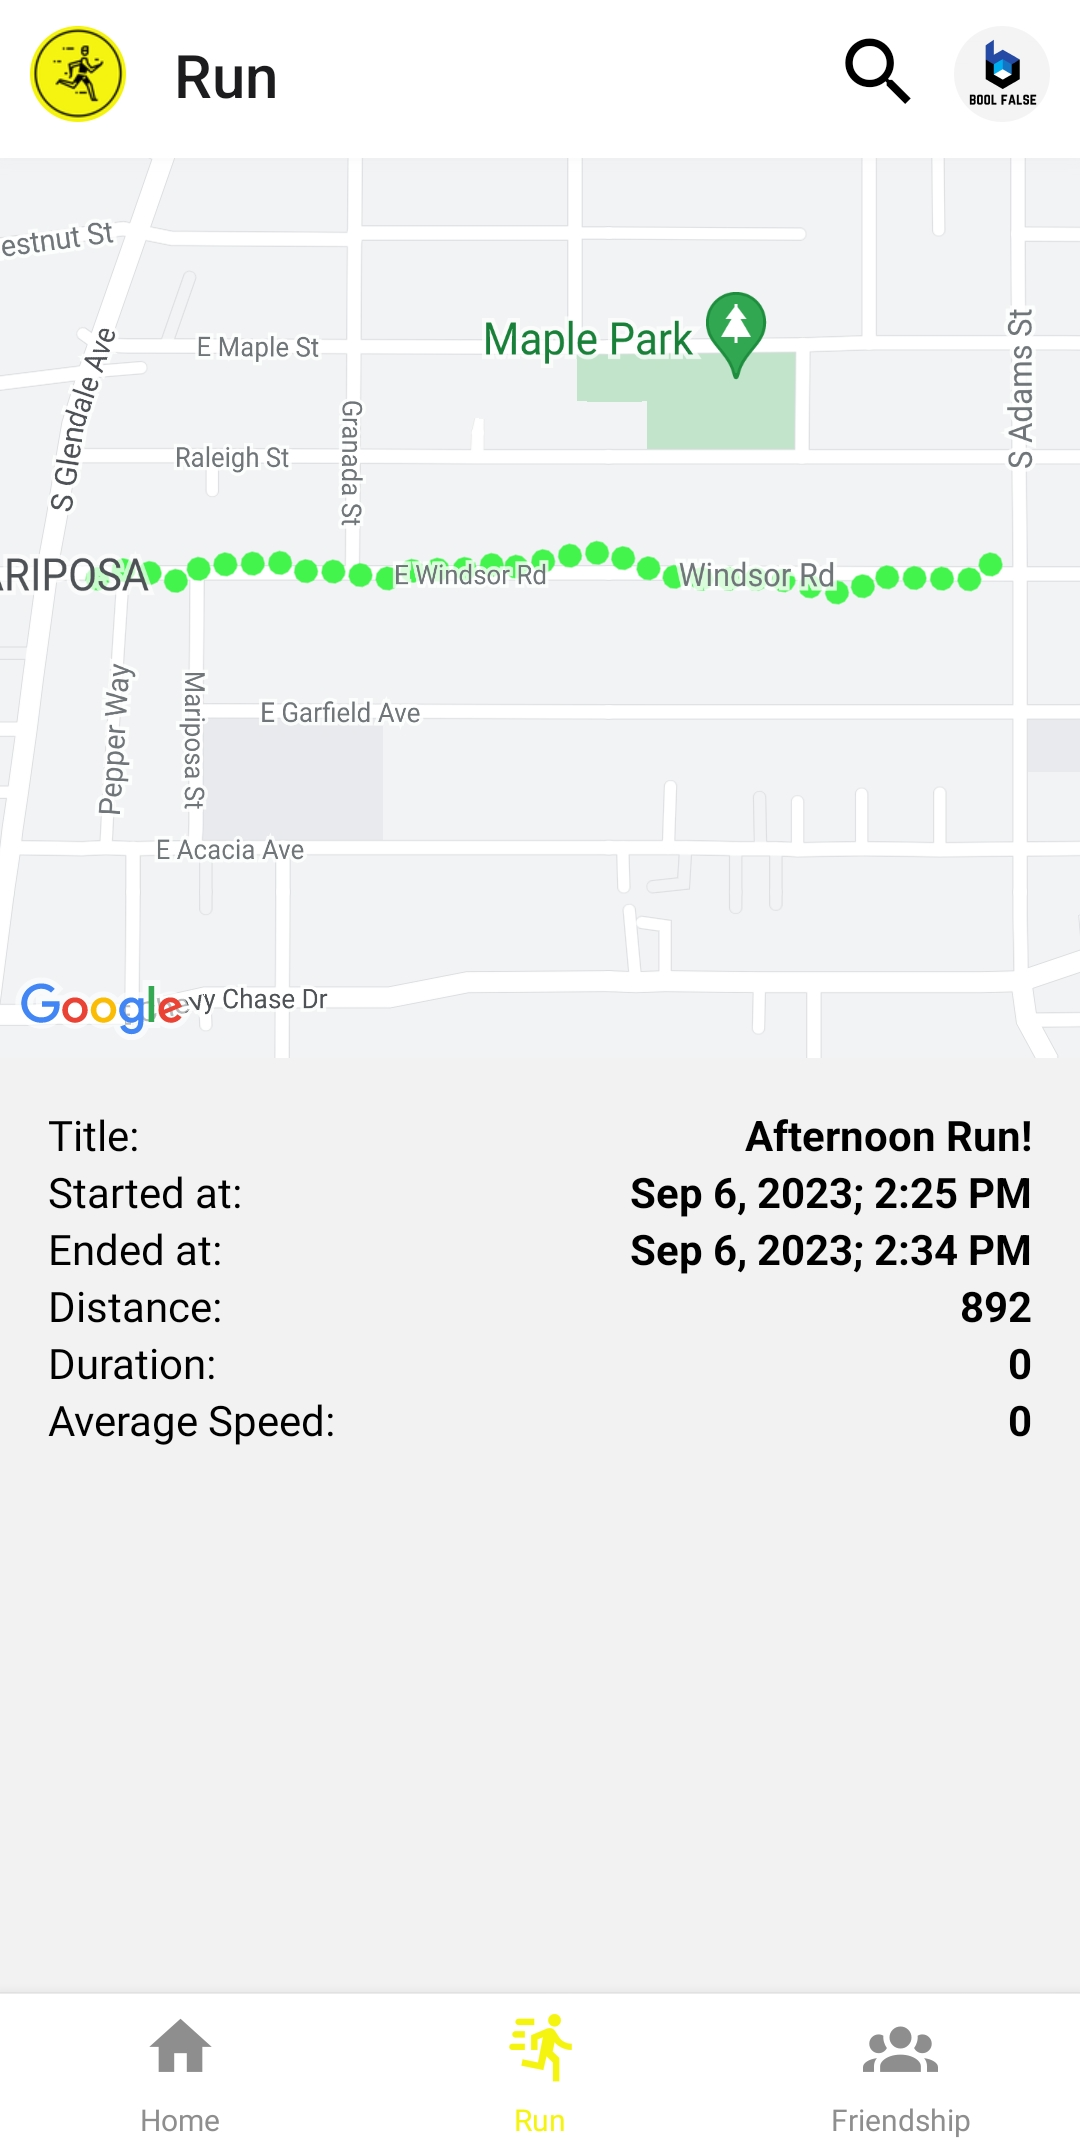 Run
BOOL FALSE
estnut St
S Glendale Ave
E Maple St
Maple Park
S Adams St
Granada St
Raleigh St
ARIPOSA
E Windsor Rd
Windsor Rd
Pepper Way
Mariposa St
E Garfield Ave
E Acacia Ave
Google
evy Chase Dr
Title: Afternoon Run!
Started at: Sep 6, 2023; 2:25 PM
Ended at: Sep 6, 2023; 2:34 PM
Distance: 892
Duration: 0
Average Speed: 0
Home
Run
Friendship